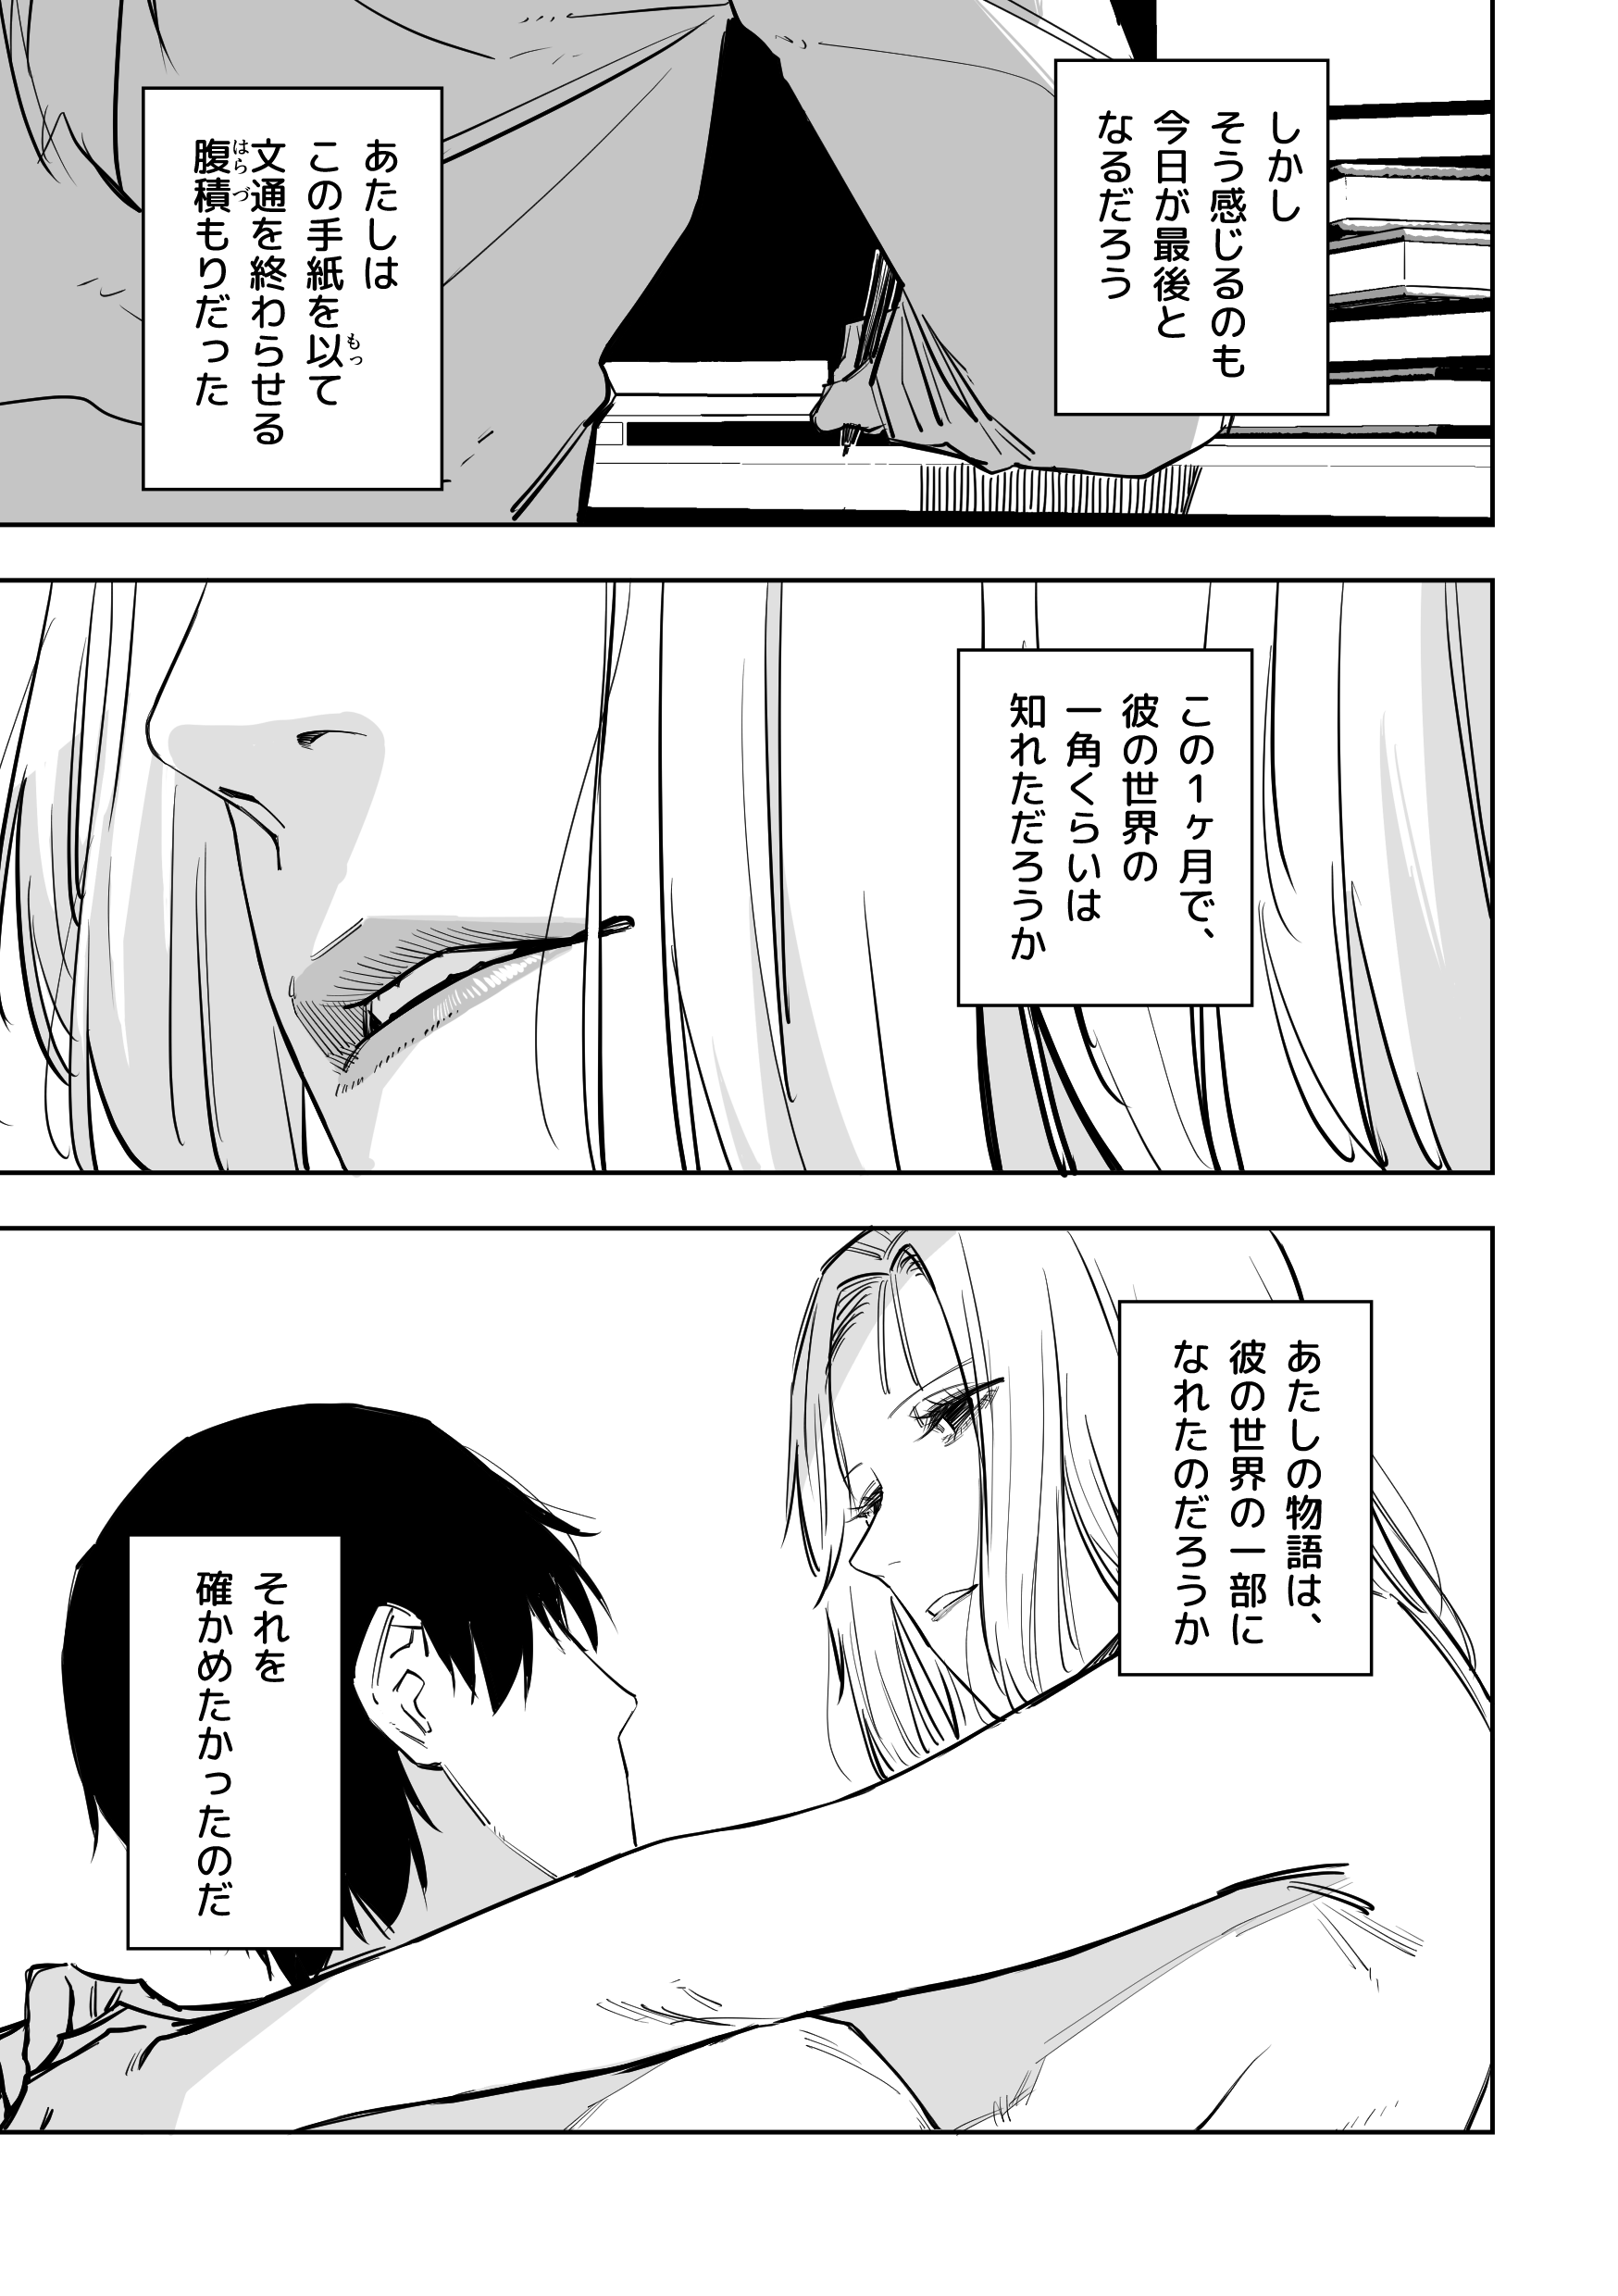 しかし
そう感じるのも
今日が最後と
なるだろう
あたしは
この手紙を以て
もっ
文通を終わらせる
腹積もりだった
はらづ
この1ヶ月で、
彼の世界の
一角くらいは
知れただろうか
あたしの物語は、
彼の世界の一部に
なれたのだろうか
それを
確かめたかったのだ